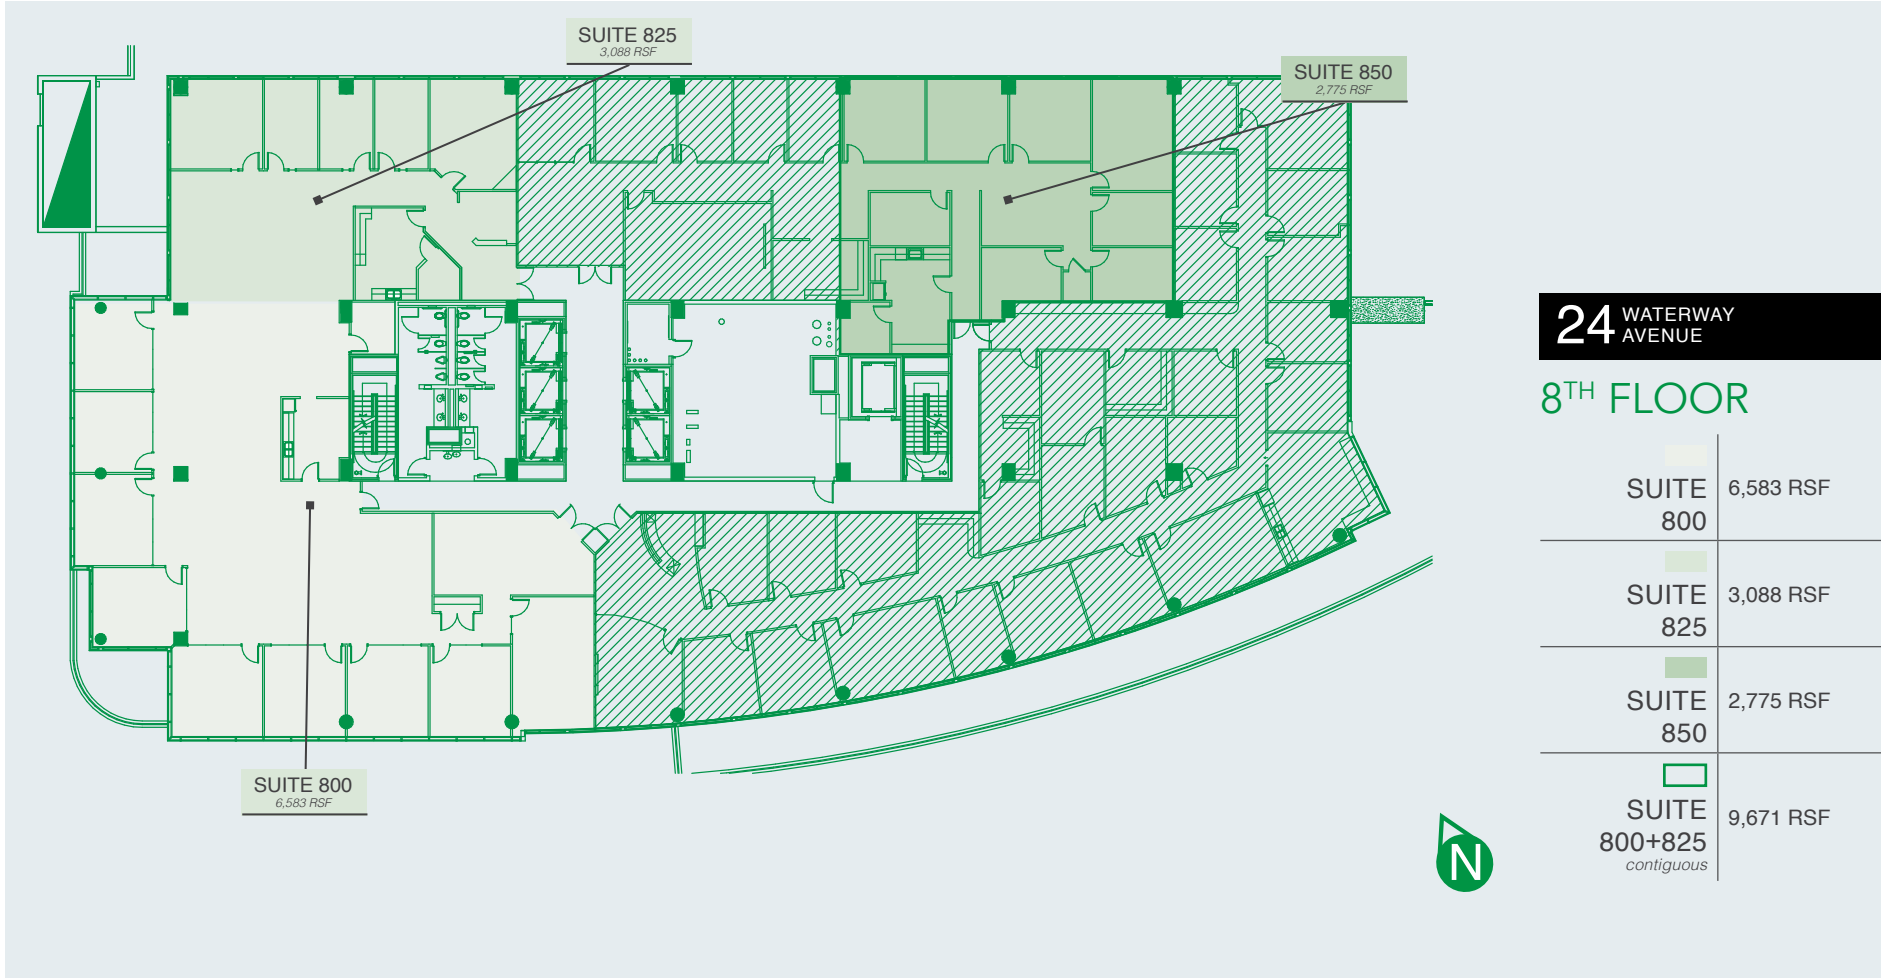 SUITE 825
3,088 RSF
SUITE 850
2,775 RSF
SUITE 800
6,583 RSF
24 WATERWAY
AVENUE
8TH FLOOR
SUITE
800
6,583 RSF
SUITE
825
3,088 RSF
SUITE
850
2,775 RSF
SUITE
800+825
contiguous
9,671 RSF
N